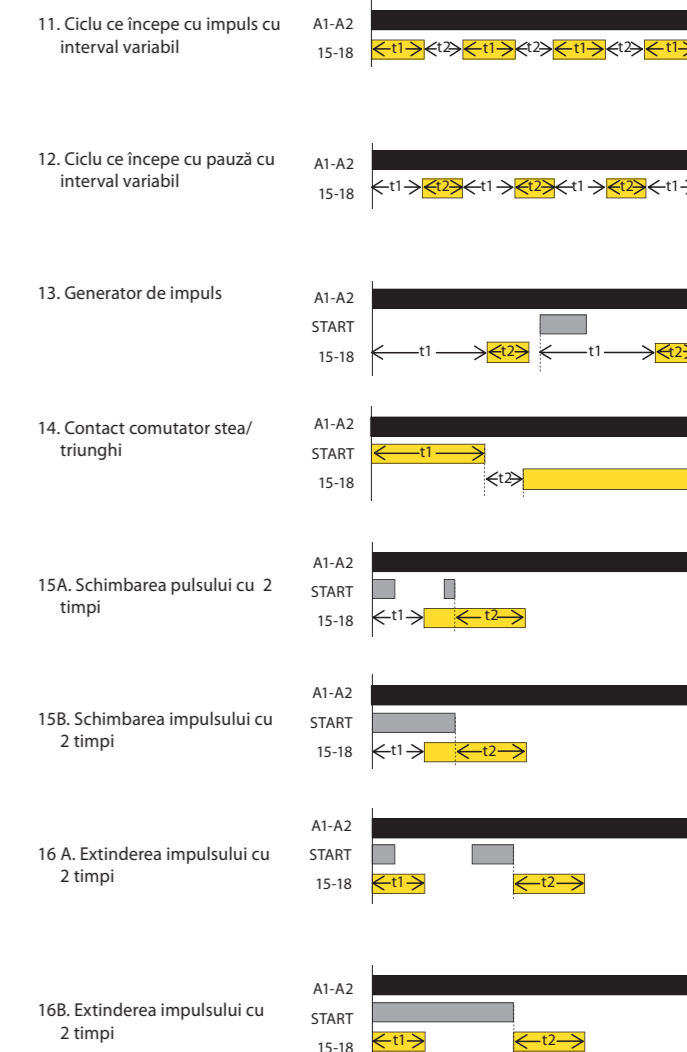 11. Ciclu ce începe cu impuls cu
interval variabil
A1-A2
15-18
t1 t2 t1 t2 t1 t2 t1
12. Ciclu ce începe cu pauză cu
interval variabil
A1-A2
15-18
t1 t2 t1 t2 t1 t2 t1
13. Generator de impuls
A1-A2
START
15-18
t1 t2 t1 t2
14. Contact comutator stea/
triunghi
A1-A2
START
t1
15-18
t2
15A. Schimbarea pulsului cu 2
timpi
A1-A2
START
15-18
t1 t2
15B. Schimbarea impulsului cu
2 timpi
A1-A2
START
15-18
t1 t2
16 A. Extinderea impulsului cu
2 timpi
A1-A2
START
15-18
t1 t2
16B. Extinderea impulsului cu
2 timpi
A1-A2
START
15-18
t1 t2